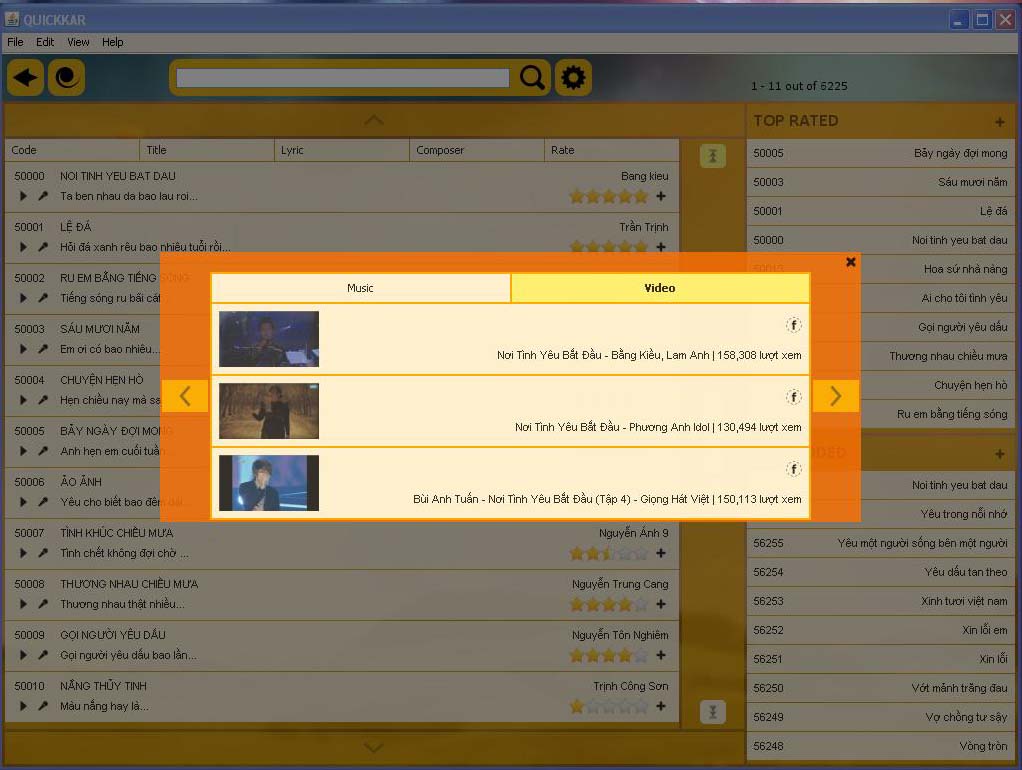 QUICKKAR
File Edit View Help
1 - 11 out of 6225
Code Title Lyric Composer Rate
50000 NOI TINH YEU BAT DAU Bang kieu
Ta ben nhau da bao lau roi...
50001 LỆ ĐÁ Trần Trịnh
Hỏi đá xanh rêu bao nhiêu tuổi rồi...
50002 RU EM BẰNG TIẾNG SÓNG
Tiếng sóng ru bãi cát
50003 SÁU MƯƠI NĂM
Em ơi có bao nhiêu...
50004 CHUYỆN HẸN HÒ
Hẹn chiều nay mà sa
50005 BẢY NGÀY ĐỢI MONG
Anh hẹn em cuối tuần
50006 ẢO ẢNH
Yêu cho biết bao đêm dài
50007 TÌNH KHÚC CHIỀU MƯA Nguyễn Ánh 9
Tình chết không đợi chờ ...
50008 THƯƠNG NHAU CHIỀU MƯA Nguyễn Trung Cang
Thương nhau thật nhiều...
50009 GỌI NGƯỜI YÊU DẤU Nguyễn Tôn Nghiêm
Gọi người yêu dấu bao lần...
50010 NẮNG THỦY TINH Trịnh Công Sơn
Màu nắng hay là...
Music Video
Nơi Tình Yêu Bắt Đầu - Bằng Kiều, Lam Anh | 158,308 lượt xem
Nơi Tình Yêu Bắt Đầu - Phương Anh Idol | 130,494 lượt xem
Bùi Anh Tuấn - Nơi Tình Yêu Bắt Đầu (Tập 4) - Giọng Hát Việt | 150,113 lượt xem
TOP RATED +
50005 Bảy ngày đợi mong
50003 Sáu mươi năm
50001 Lệ đá
50000 Noi tinh yeu bat dau
50013 Hoa sứ nhà nàng
Ai cho tôi tình yêu
Gọi người yêu dấu
Thương nhau chiều mưa
Chuyện hẹn hò
Ru em bằng tiếng sóng
DED +
Noi tinh yeu bat dau
Yêu trong nỗi nhớ
56255 Yêu một người sống bên một người
56254 Yêu dấu tan theo
56253 Xinh tươi việt nam
56252 Xin lỗi em
56251 Xin lỗi
56250 Vớt mảnh trăng đau
56249 Vợ chồng tư sậy
56248 Vòng tròn